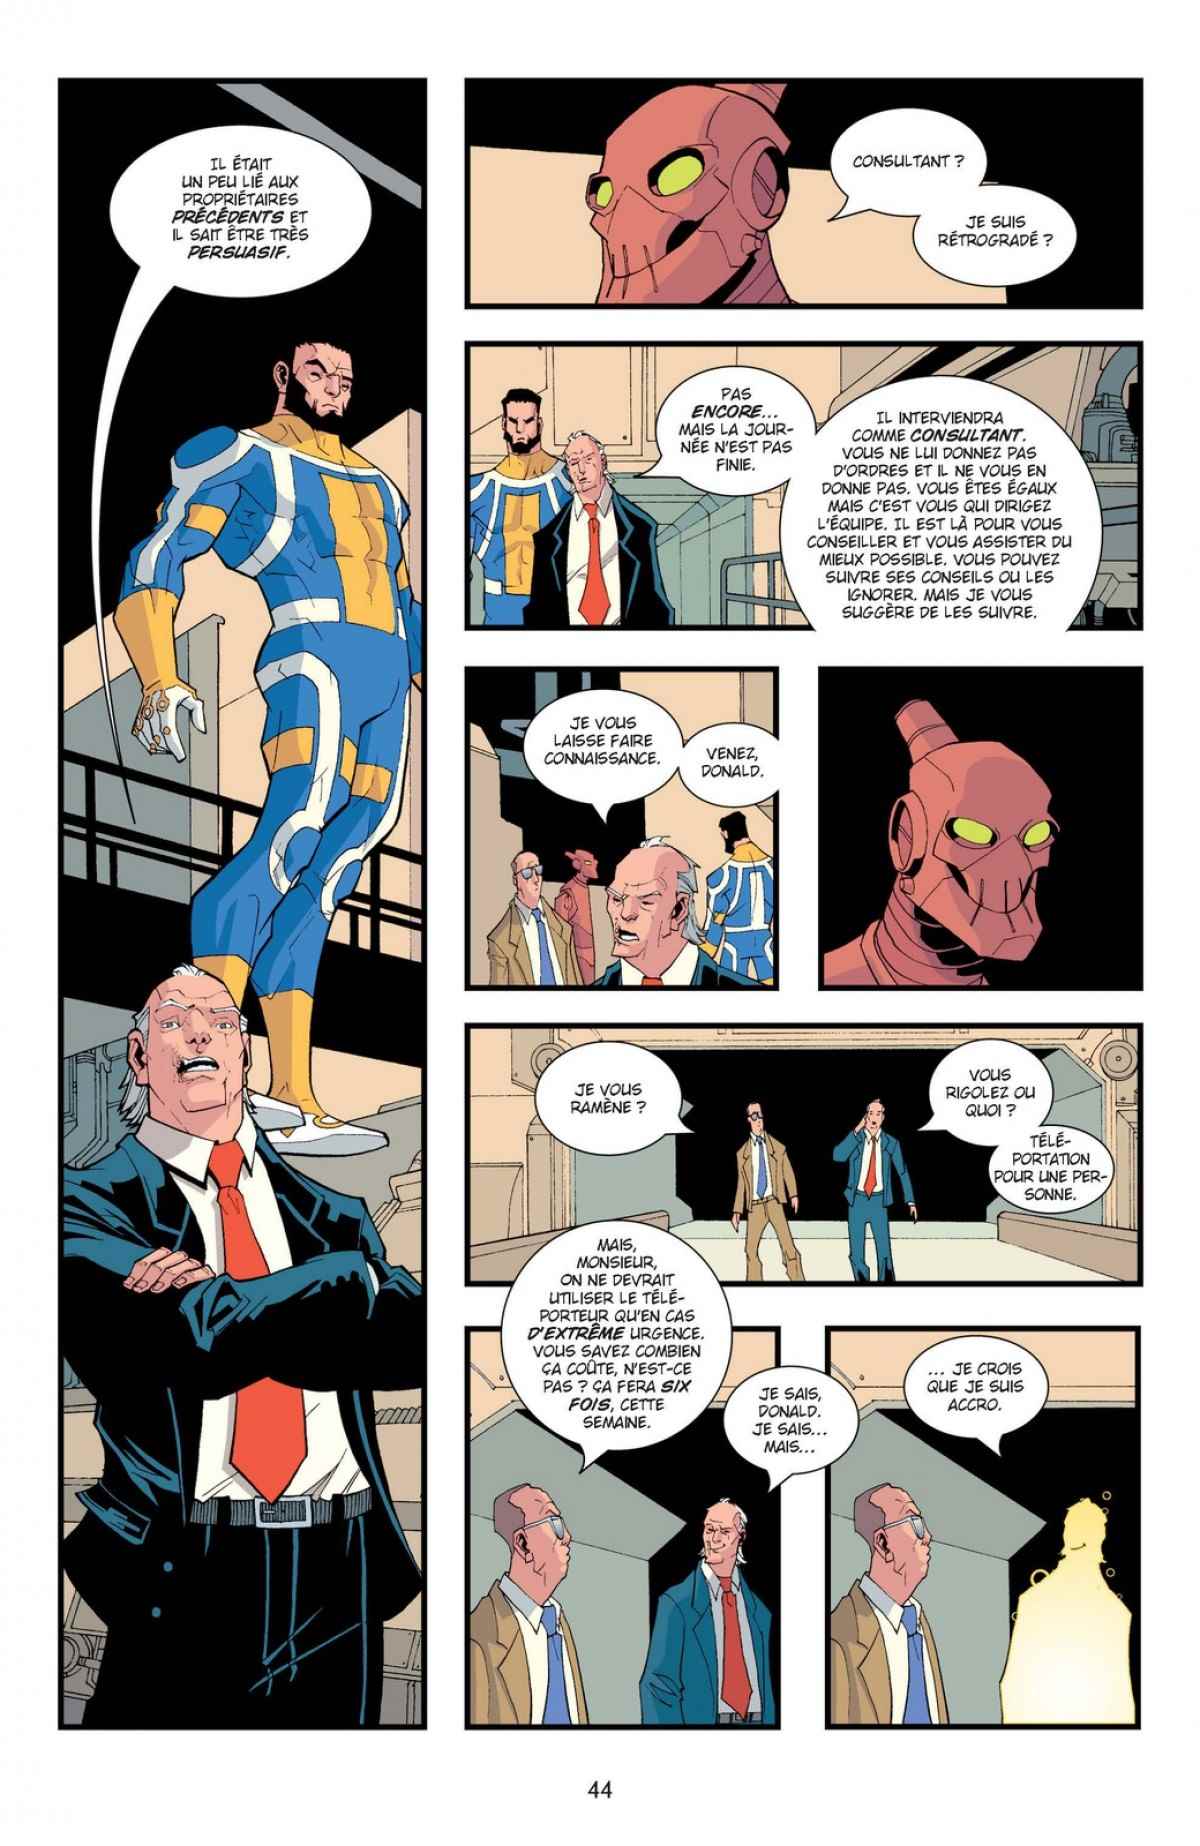 IL ÉTAIT
UN PEU LIÉ AUX
PROPRIÉTAIRES
PRÉCÉDENTS ET
IL SAIT ÊTRE TRÈS
PERSUASIF.
CONSULTANT ?
JE SUIS
RÉTROGRADÉ ?
PAS
ENCORE...
MAIS LA JOUR-
NÉE N'EST PAS
FINIE.
IL INTERVIENDRA
COMME CONSULTANT.
VOUS NE LUI DONNEZ PAS
D'ORDRES ET IL NE VOUS EN
DONNE PAS. VOUS ÊTES ÉGAUX
MAIS C'EST VOUS QUI DIRIGEZ
L'ÉQUIPE. IL EST LÀ POUR VOUS
CONSEILLER ET VOUS ASSISTER DU
MIEUX POSSIBLE. VOUS POUVEZ
SUIVRE SES CONSEILS OU LES
IGNORER. MAIS JE VOUS
SUGGÈRE DE LES SUIVRE.
JE VOUS
LAISSE FAIRE
CONNAISSANCE.
VENEZ,
DONALD.
JE VOUS
RAMÈNE ?
VOUS
RIGOLEZ OU
QUOI ?
TÉLÉ-
PORTATION
POUR UNE PER-
SONNE.
MAIS,
MONSIEUR,
ON NE DEVRAIT
UTILISER LE TÉLÉ-
PORTEUR QU'EN CAS
D'EXTRÊME URGENCE.
VOUS SAVEZ COMBIEN
ÇA COÛTE, N'EST-CE
PAS ? ÇA FERA SIX
FOIS, CETTE
SEMAINE.
JE SAIS,
DONALD.
JE SAIS...
MAIS...
... JE CROIS
QUE JE SUIS
ACCRO.
44